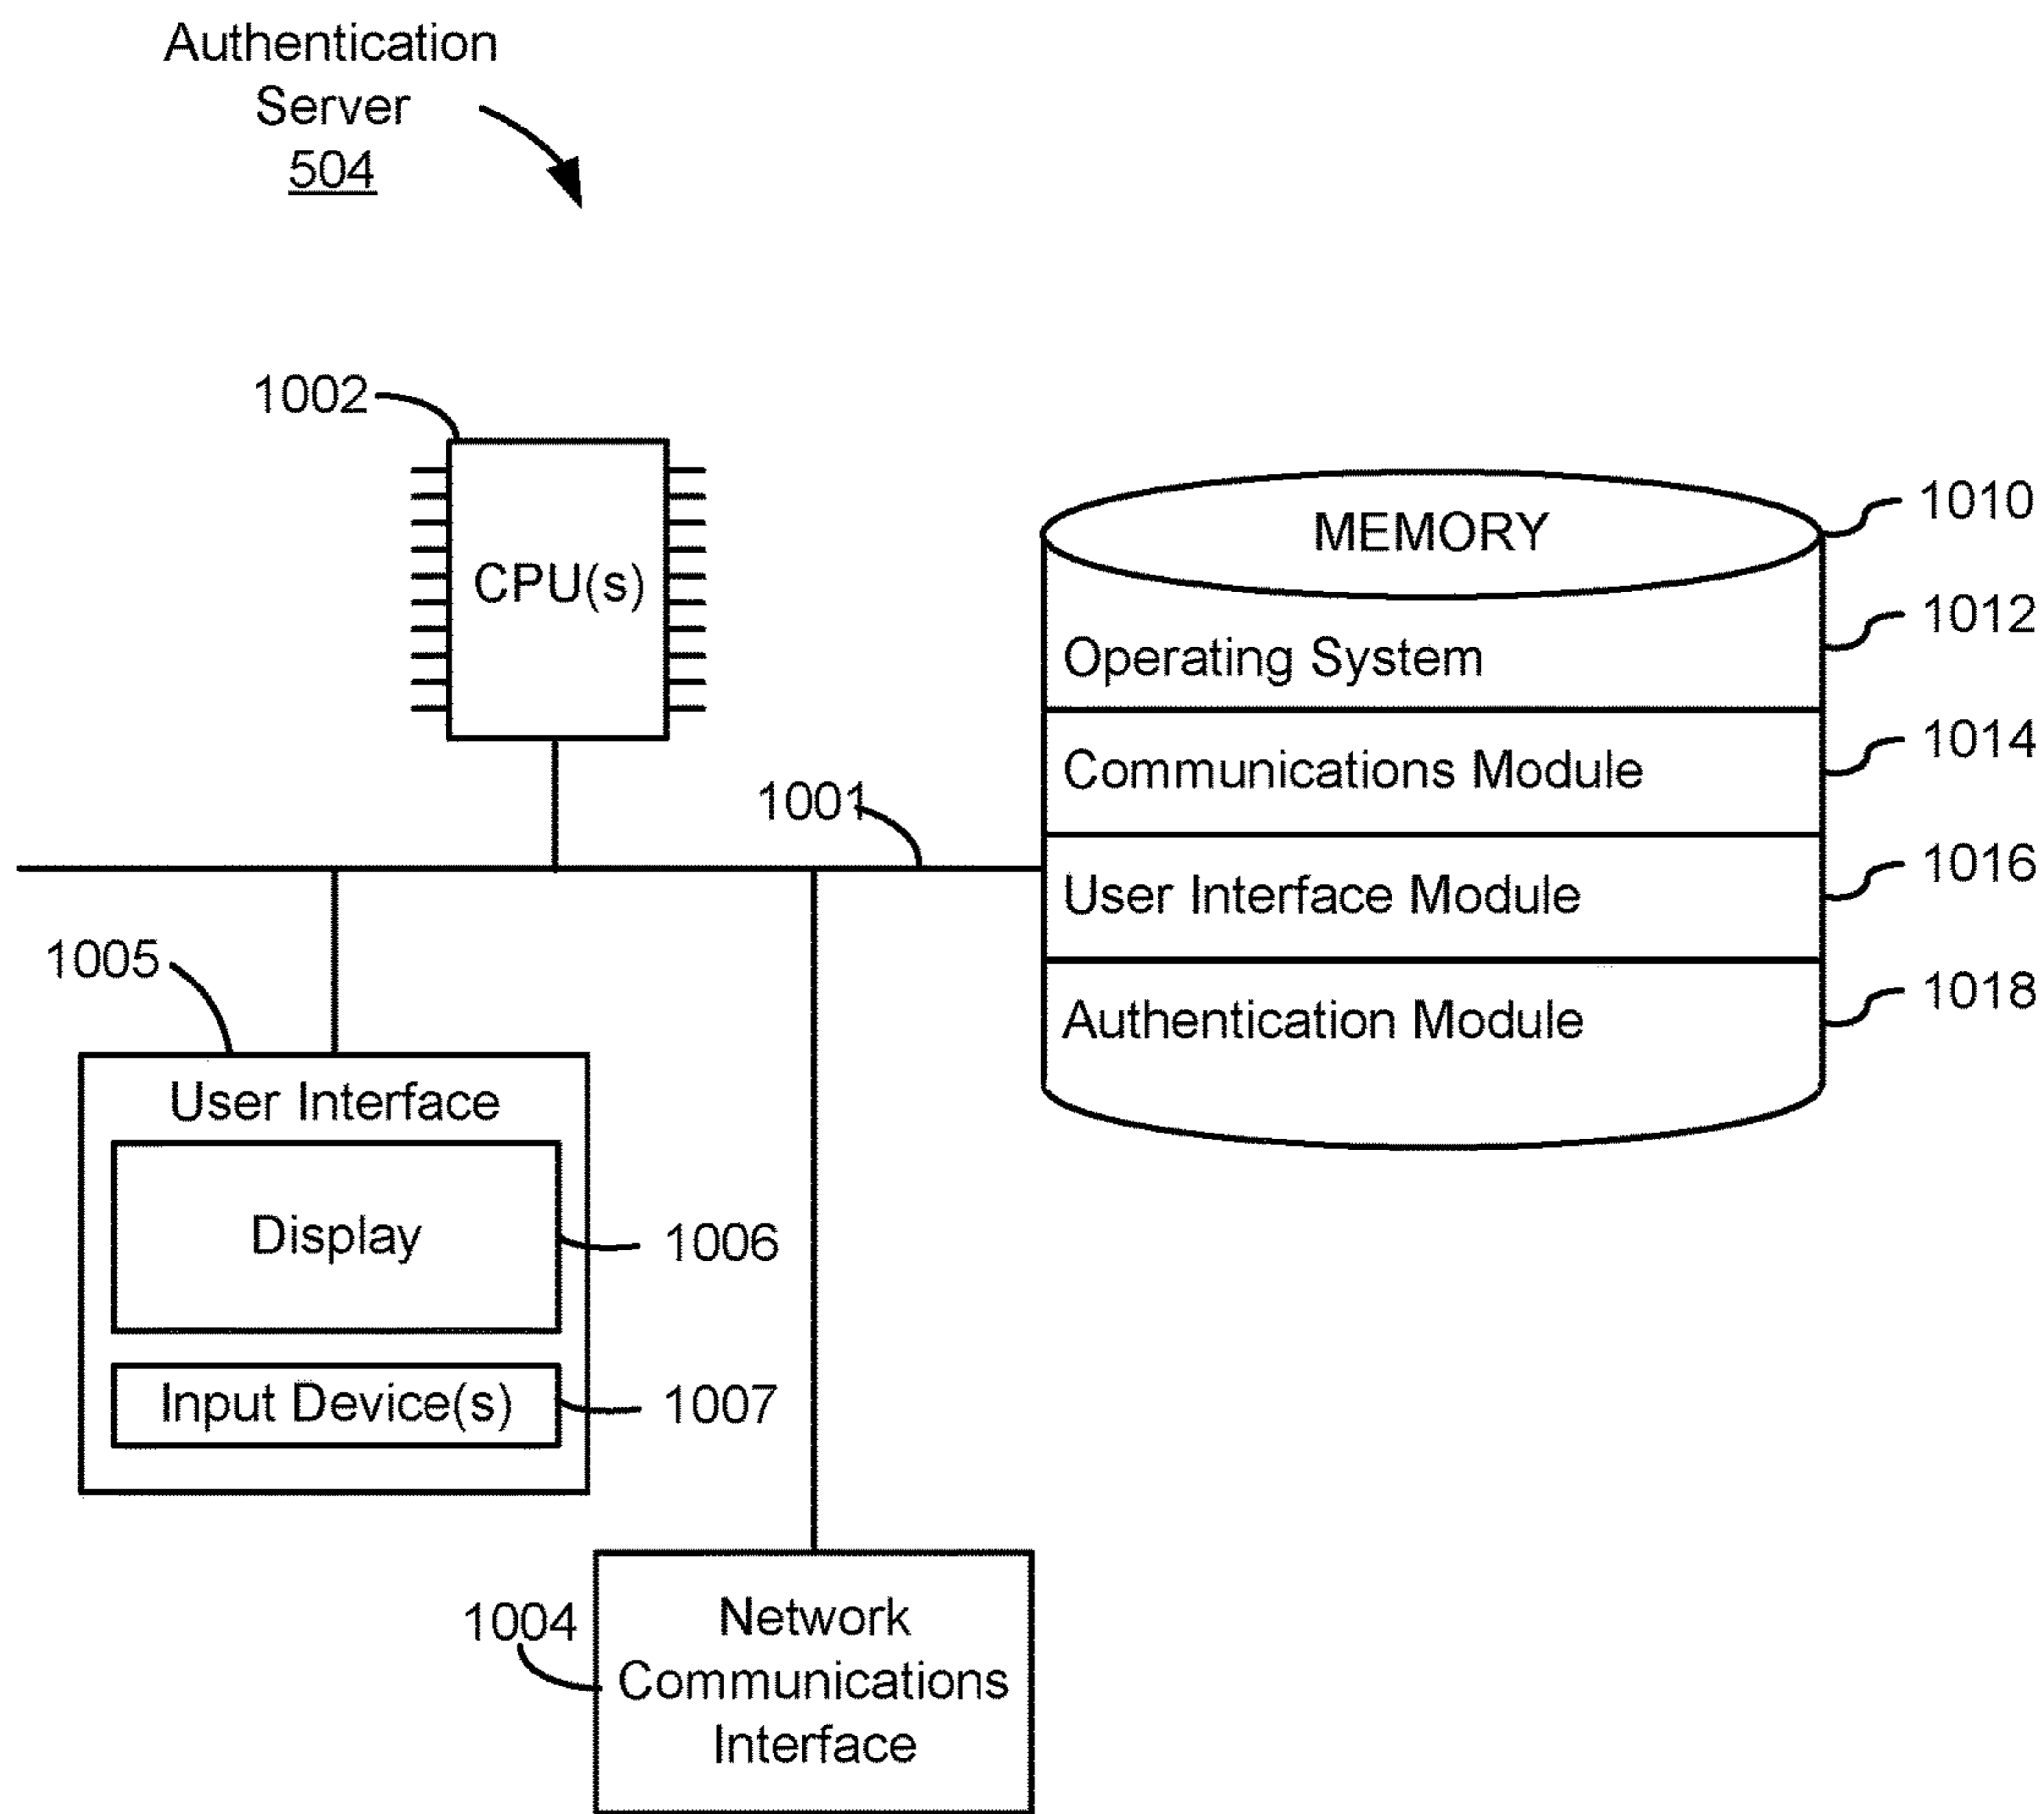 Authentication
Server
504
1002
CPU(s)
MEMORY
1010
Operating System
1012
Communications Module
1014
1001
User Interface Module
1016
Authentication Module
1018
1005
User Interface
Display
1006
Input Device(s)
1007
1004
Network
Communications
Interface